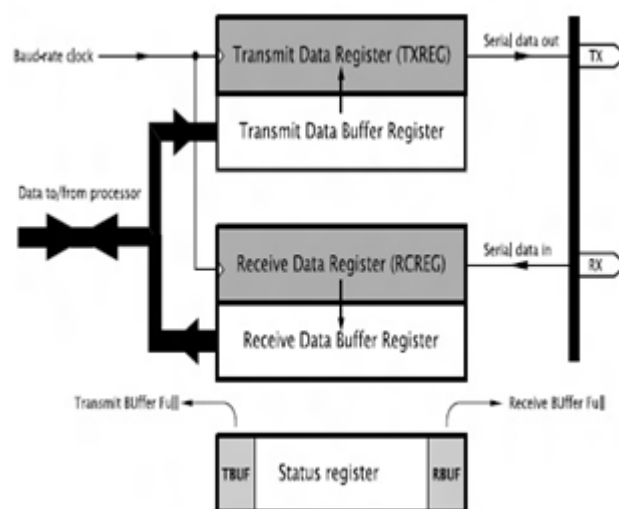 Baud-rate clock
Transmit Data Register (TXREG)
Serial data out
TX
Transmit Data Buffer Register
Data to/from processor
Receive Data Register (RCREG)
Serial data in
RX
Receive Data Buffer Register
Transmit BUffer Full
Receive BUffer Full
TBUF
Status register
RBUF